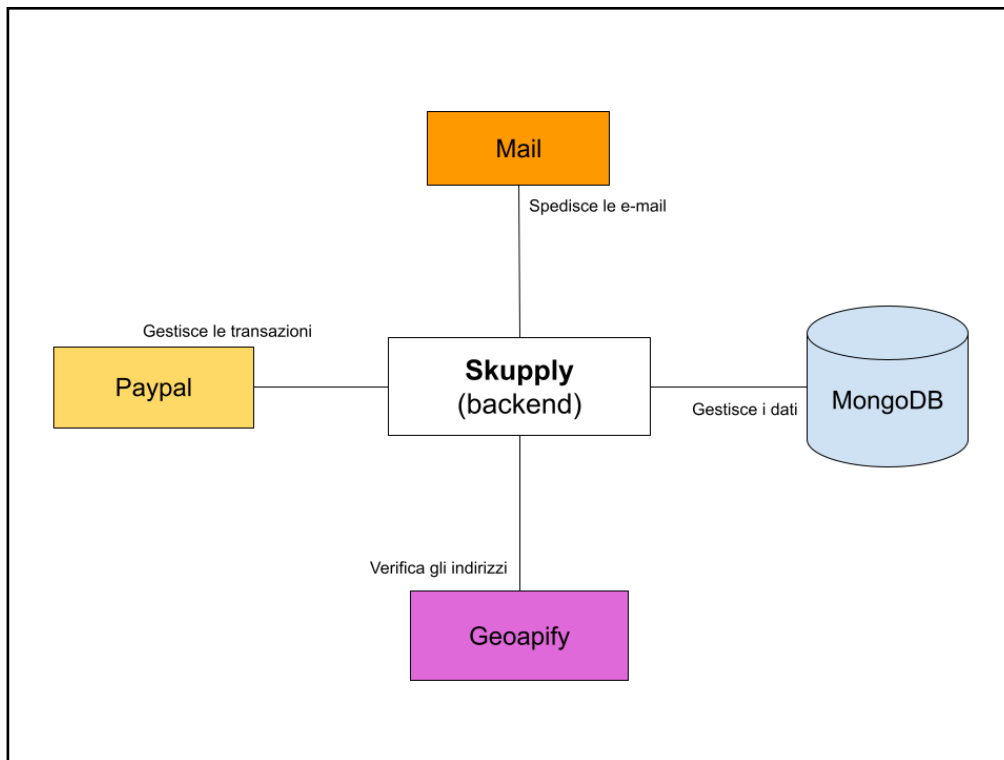 Mail
Spedisce le e-mail
Gestisce le transazioni
Paypal
Skupply
(backend)
Gestisce i dati
MongoDB
Verifica gli indirizzi
Geoapify